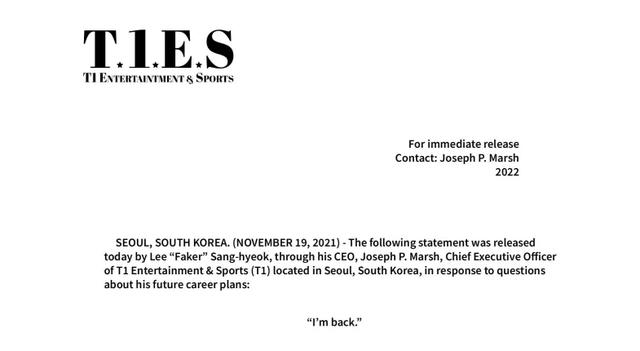 T.1.E.S
T1 ENTERTAINTMENT & SPORTS
For immediate release
Contact: Joseph P. Marsh
2022
SEOUL, SOUTH KOREA. (NOVEMBER 19, 2021) - The following statement was released
today by Lee “Faker” Sang-hyeok, through his CEO, Joseph P. Marsh, Chief Executive Officer
of T1 Entertainment & Sports (T1) located in Seoul, South Korea, in response to questions
about his future career plans:
“I’m back.”